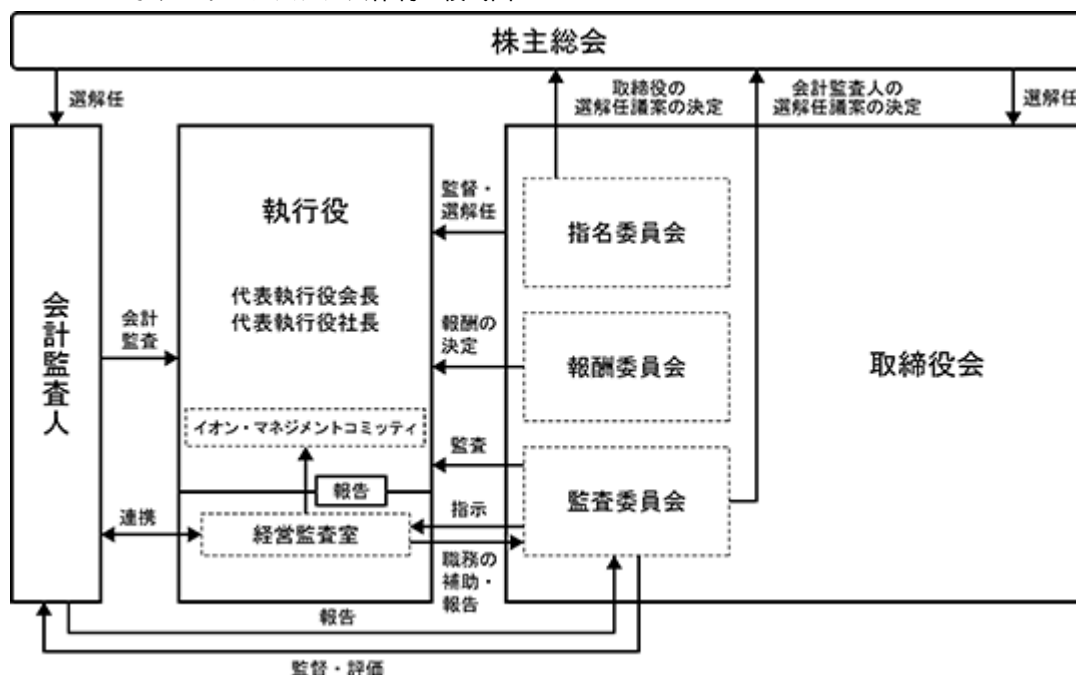 株主総会
選解任
取締役の
選解任議案の決定
会計監査人の
選解任議案の決定
選解任
会計監査人
会計
監査
執行役
代表執行役会長
代表執行役社長
イオン・マネジメントコミッティ
報告
経営監査室
連携
監督・
選解任
報酬の
決定
監査
指示
職務の
補助・
報告
指名委員会
報酬委員会
監査委員会
取締役会
報告
監督・評価